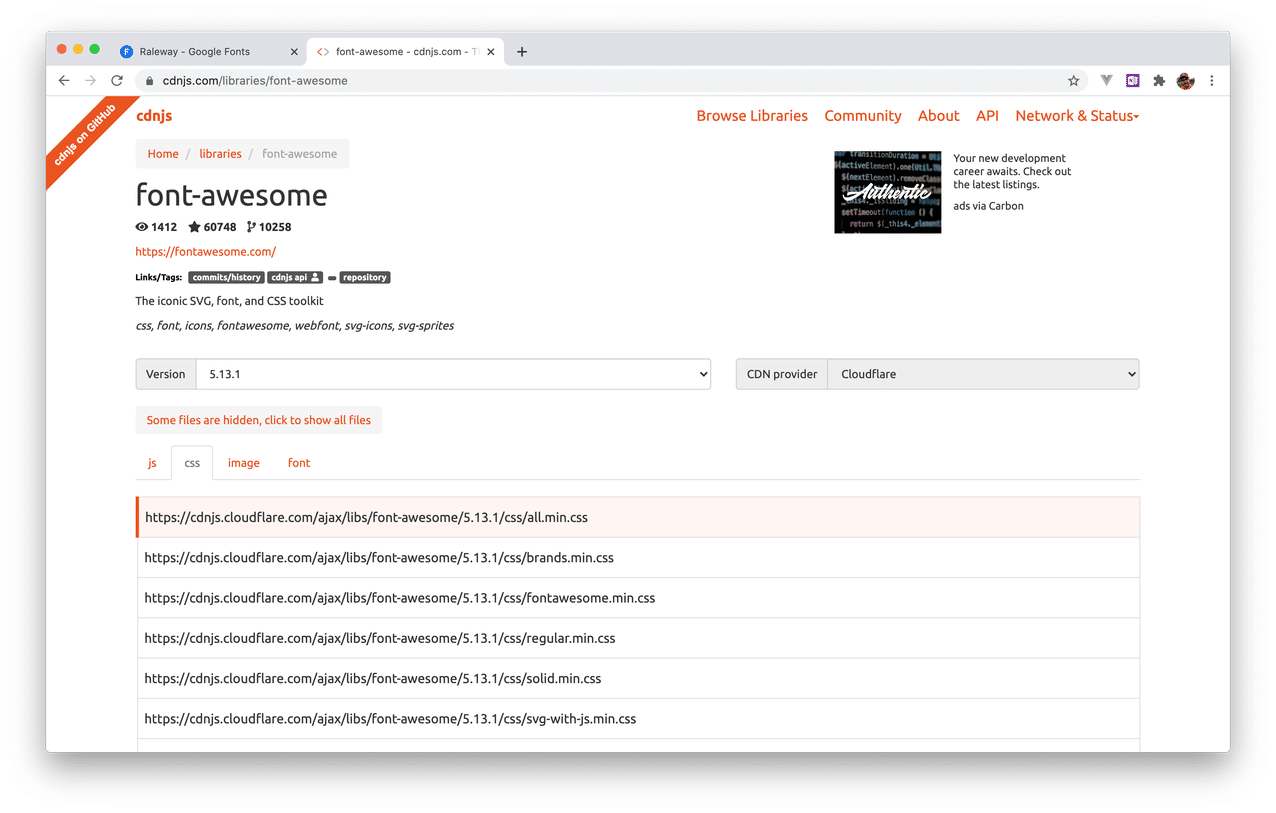 Raleway - Google Fonts
font-awesome - cdnjs.com - T
cdnjs.com/libraries/font-awesome
cdnjs on GitHub
cdnjs
Browse Libraries Community About API Network & Status
Home / libraries / font-awesome
font-awesome
1412 60748 10258
https://fontawesome.com/
Links/Tags: commits/history cdnjs api repository
The iconic SVG, font, and CSS toolkit
css, font, icons, fontawesome, webfont, svg-icons, svg-sprites
Authentic
Your new development
career awaits. Check out
the latest listings.
ads via Carbon
Version 5.13.1
CDN provider Cloudflare
Some files are hidden, click to show all files
js css image font
https://cdnjs.cloudflare.com/ajax/libs/font-awesome/5.13.1/css/all.min.css
https://cdnjs.cloudflare.com/ajax/libs/font-awesome/5.13.1/css/brands.min.css
https://cdnjs.cloudflare.com/ajax/libs/font-awesome/5.13.1/css/fontawesome.min.css
https://cdnjs.cloudflare.com/ajax/libs/font-awesome/5.13.1/css/regular.min.css
https://cdnjs.cloudflare.com/ajax/libs/font-awesome/5.13.1/css/solid.min.css
https://cdnjs.cloudflare.com/ajax/libs/font-awesome/5.13.1/css/svg-with-js.min.css